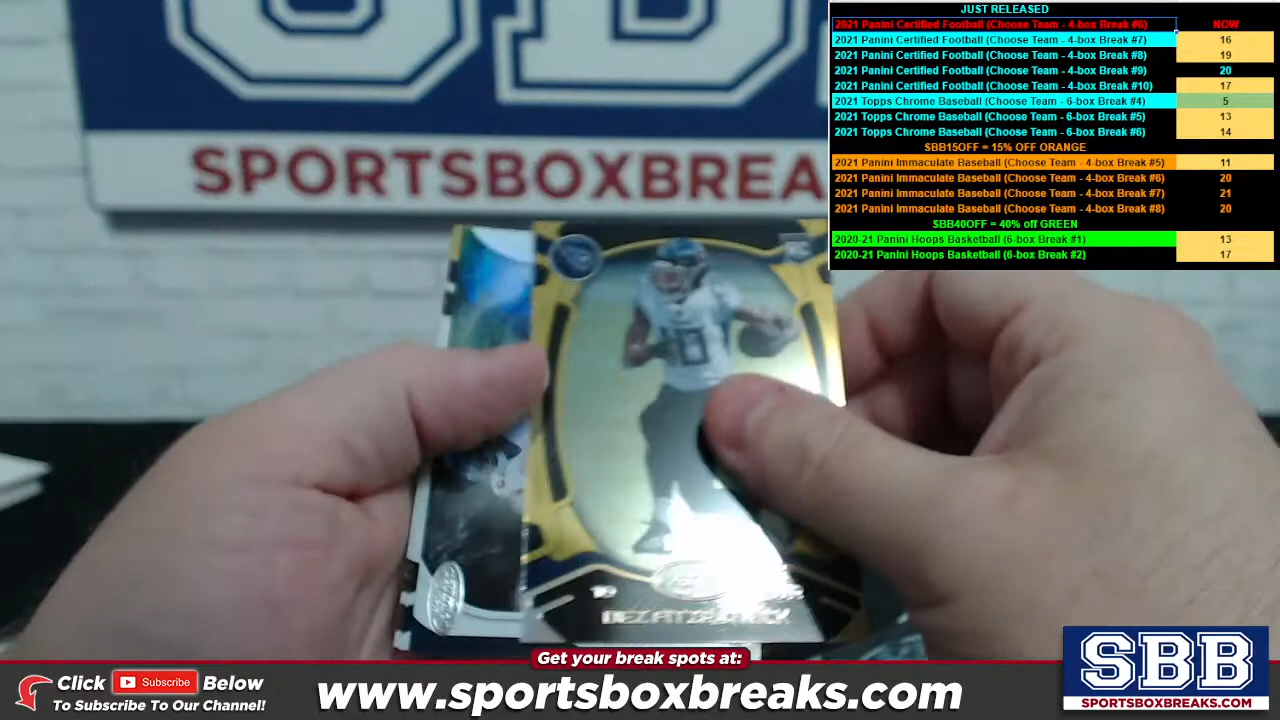 JUST RELEASED
2021 Panini Certified Football (Choose Team - 4-box Break #6) NOW
2021 Panini Certified Football (Choose Team - 4-box Break #7) 16
2021 Panini Certified Football (Choose Team - 4-box Break #8) 19
2021 Panini Certified Football (Choose Team - 4-box Break #9) 20
2021 Panini Certified Football (Choose Team - 4-box Break #10) 17
2021 Topps Chrome Baseball (Choose Team - 6-box Break #4) 5
2021 Topps Chrome Baseball (Choose Team - 6-box Break #5) 13
2021 Topps Chrome Baseball (Choose Team - 6-box Break #6) 14
SBB15OFF = 15% OFF ORANGE
2021 Panini Immaculate Baseball (Choose Team - 4-box Break #5) 11
2021 Panini Immaculate Baseball (Choose Team - 4-box Break #6) 20
2021 Panini Immaculate Baseball (Choose Team - 4-box Break #7) 21
2021 Panini Immaculate Baseball (Choose Team - 4-box Break #8) 20
SBB40OFF = 40% off GREEN
2020-21 Panini Hoops Basketball (6-box Break #1) 13
2020-21 Panini Hoops Basketball (6-box Break #2) 17
SBB
SPORTSBOXBREA
RC
18
DEZ FITZPATRICK
Get your break spots at:
Click Subscribe Below
To Subscribe To Our Channel!
www.sportsboxbreaks.com
SBB
SPORTSBOXBREAKS.COM